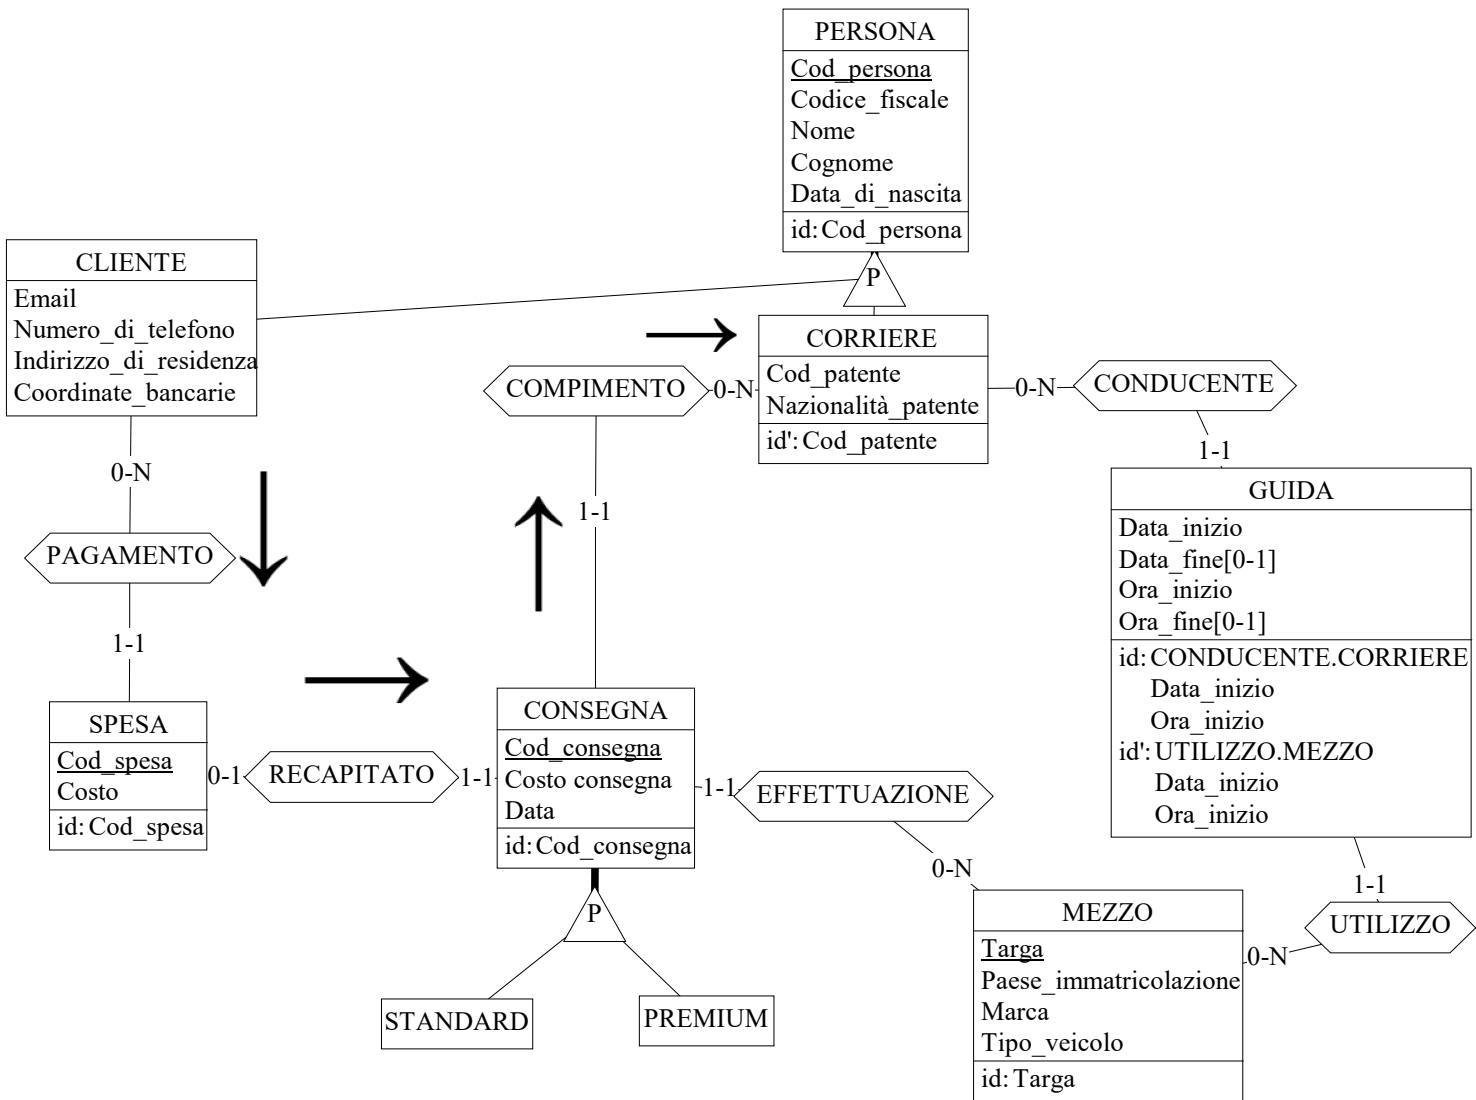 PERSONA
Cod_persona
Codice_fiscale
Nome
Cognome
Data_di_nascita
id: Cod_persona
P
CLIENTE
Email
Numero_di_telefono
Indirizzo_di_residenza
Coordinate_bancarie
CORRIERE
Cod_patente
Nazionalità_patente
id': Cod_patente
COMPIMENTO
0-N
0-N
CONDUCENTE
1-1
0-N
PAGAMENTO
1-1
1-1
GUIDA
Data_inizio
Data_fine[0-1]
Ora_inizio
Ora_fine[0-1]
id: CONDUCENTE.CORRIERE
Data_inizio
Ora_inizio
id': UTILIZZO.MEZZO
Data_inizio
Ora_inizio
SPESA
Cod_spesa
Costo
id: Cod_spesa
0-1
RECAPITATO
1-1
CONSEGNA
Cod_consegna
Costo consegna
Data
id: Cod_consegna
1-1
EFFETTUAZIONE
0-N
P
STANDARD
PREMIUM
MEZZO
Targa
Paese_immatricolazione
Marca
Tipo_veicolo
id: Targa
0-N
1-1
UTILIZZO